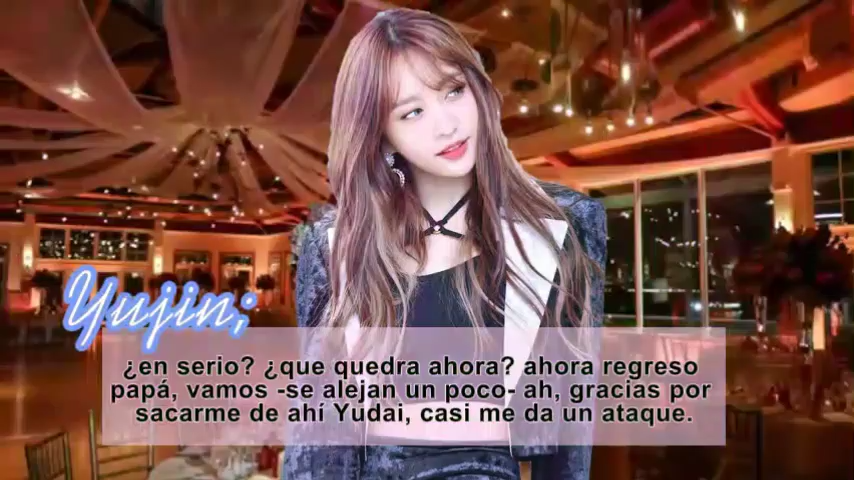 Yujin;
¿en serio? ¿que quedra ahora? ahora regreso
papá, vamos -se alejan un poco- ah, gracias por
sacarme de ahí Yudai, casi me da un ataque.